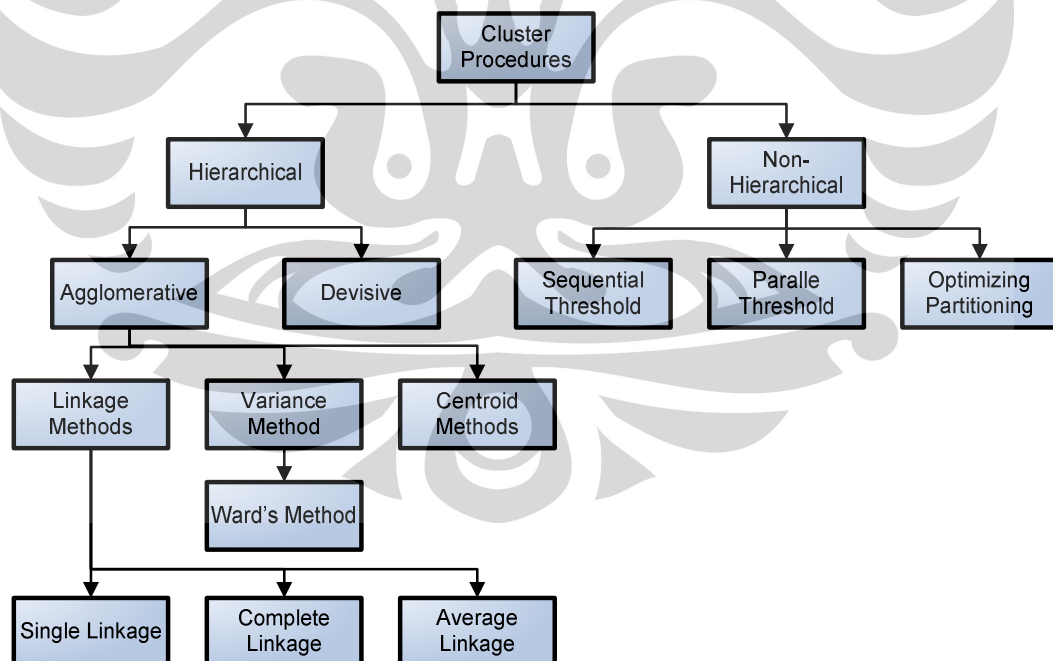 Cluster
Procedures
Hierarchical
Non-
Hierarchical
Agglomerative
Devisive
Sequential
Threshold
Paralle
Threshold
Optimizing
Partitioning
Linkage
Methods
Variance
Method
Centroid
Methods
Ward’s Method
Single Linkage
Complete
Linkage
Average
Linkage